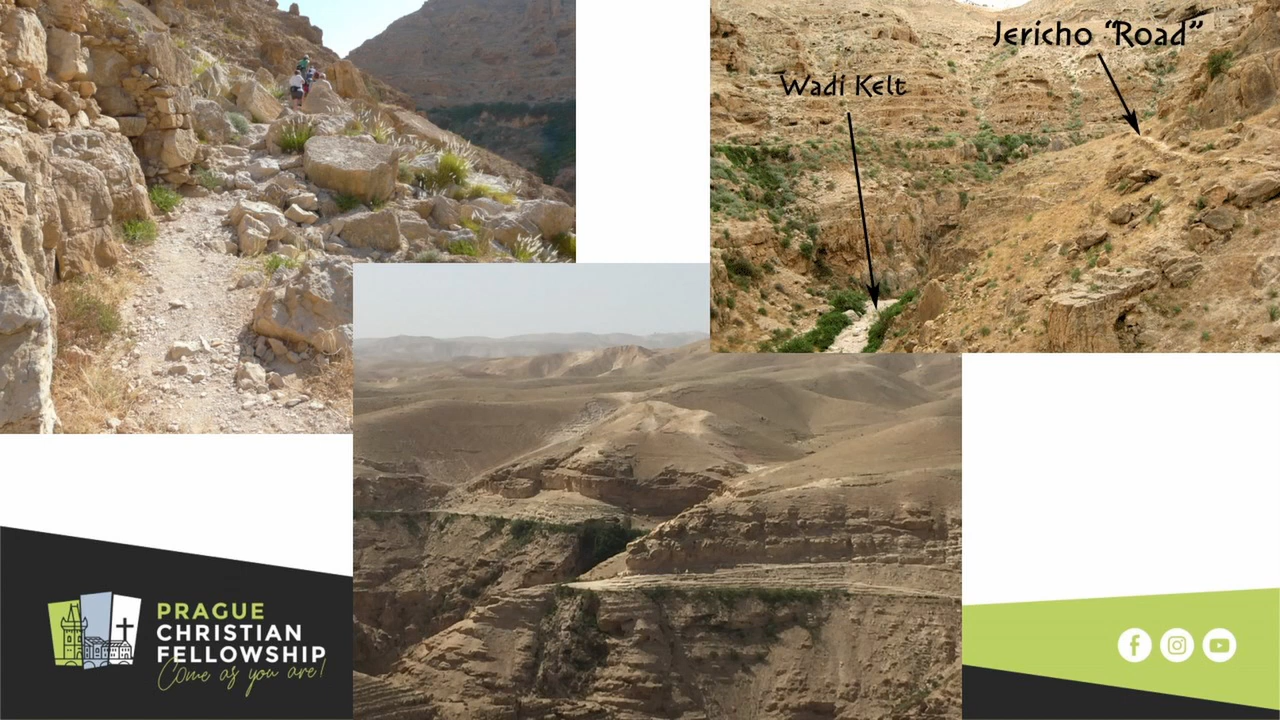 Jericho "Road"
Wadi Kelt
PRAGUE
CHRISTIAN
FELLOWSHIP
Come as you are!